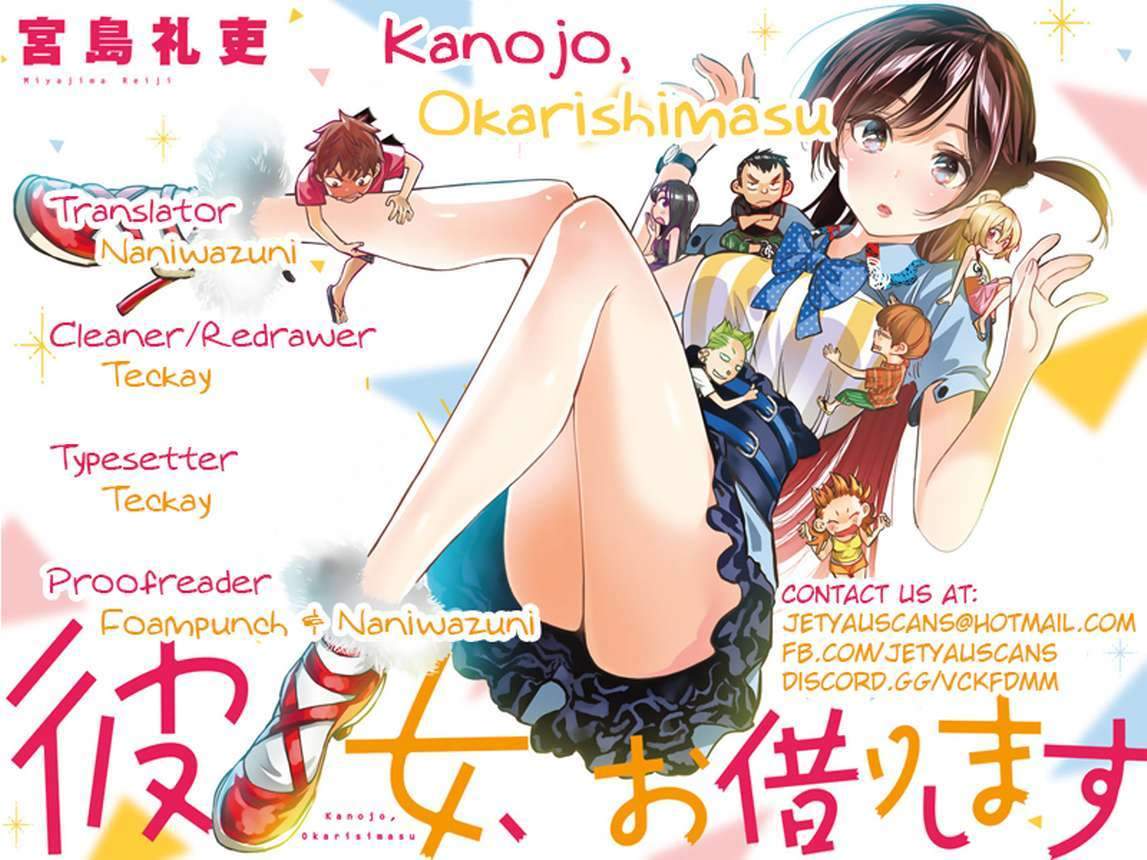 宮島礼吏
Miyajima Reiji
Kanojo,
Okarishimasu
Translator
Naniwazuni
Cleaner/Redrawer
Teckay
Typesetter
Teckay
Proofreader
Foampunch & Naniwazuni
CONTACT US AT:
JETYAUSCANS@HOTMAIL.COM
FB.COM/JETYAUSCANS
DISCORD.GG/VCKFDMM
彼女、お借りします
Kanojo,
Okarisimasu